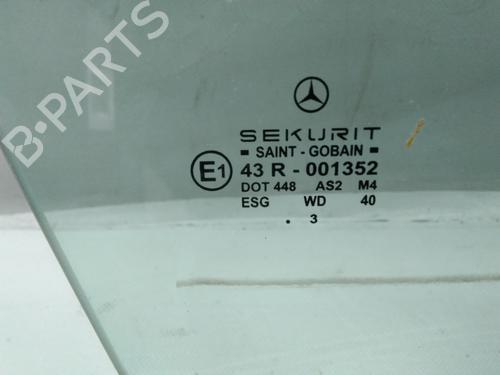 B-PARTS
SEKURIT
SAINT - GOBAIN
E1 43 R - 001352
DOT 448 AS2 M4
ESG WD 40
. 3